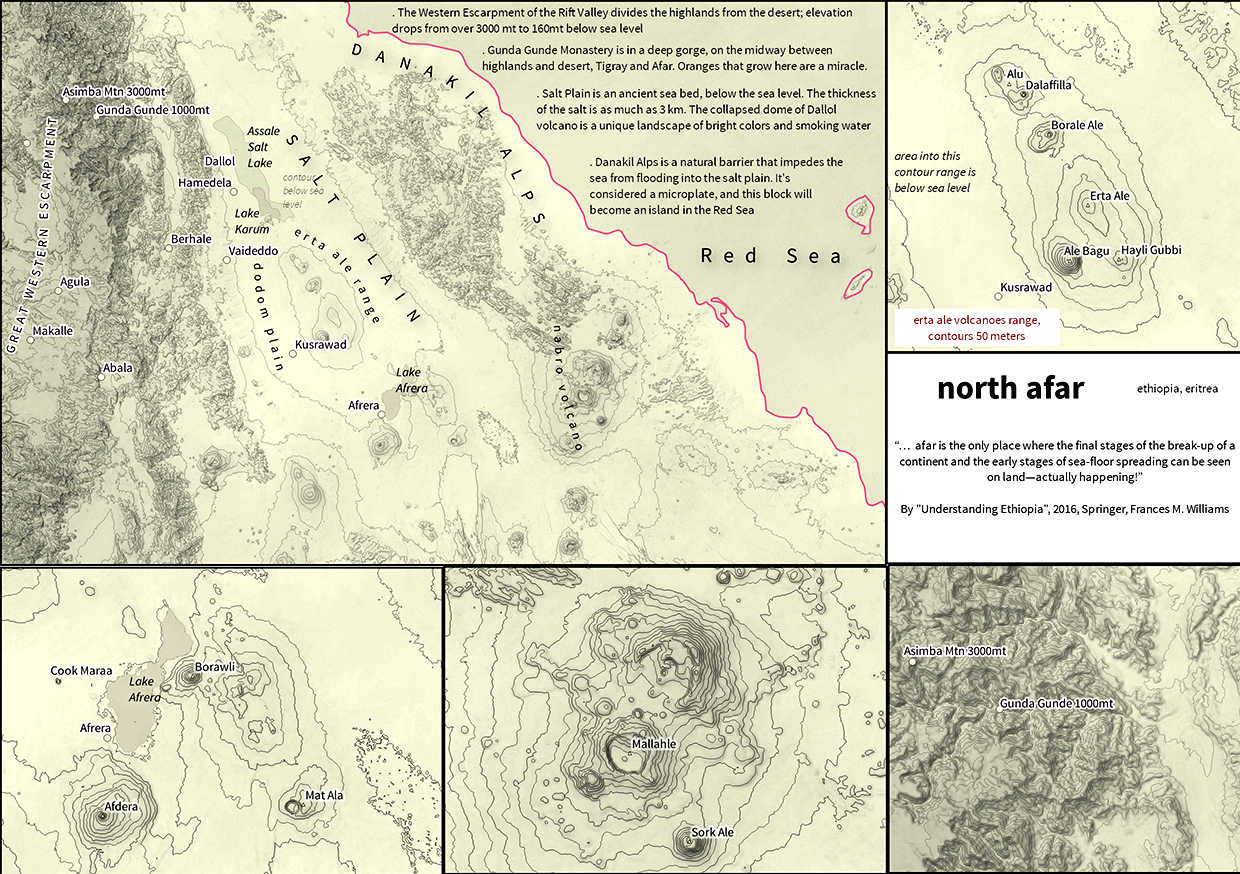 . The Western Escarpment of the Rift Valley divides the highlands from the desert; elevation
drops from over 3000 mt to 160mt below sea level
. Gunda Gunde Monastery is in a deep gorge, on the midway between
highlands and desert, Tigray and Afar. Oranges that grow here are a miracle.
. Salt Plain is an ancient sea bed, below the sea level. The thickness
of the salt is as much as 3 km. The collapsed dome of Dallol
volcano is a unique landscape of bright colors and smoking water
. Danakil Alps is a natural barrier that impedes the
sea from flooding into the salt plain. It's
considered a microplate, and this block will
become an island in the Red Sea
DANAKIL ALPS
Asimba Mtn 3000mt
Gunda Gunde 1000mt
GREAT WESTERN ESCARPMENT
Assale
Salt
Lake
SALT PLAIN
Dallol
contour
below sea
level
Hamedela
Lake
Karum
Berhale
Vaideddo
erta ale range
dodom plain
Agula
Makalle
Kusrawad
Abala
Lake
Afrera
Afrera
nabro volcano
Red Sea
Alu
Dalaffilla
Borale Ale
area into this
contour range is
below sea level
Erta Ale
Ale Bagu
Hayli Gubbi
Kusrawad
erta ale volcanoes range,
contours 50 meters
north afar
ethiopia, eritrea
“… afar is the only place where the final stages of the break-up of a
continent and the early stages of sea-floor spreading can be seen
on land—actually happening!”
By "Understanding Ethiopia", 2016, Springer, Frances M. Williams
Cook Maraa
Borawli
Lake
Afrera
Afrera
Afdera
Mat Ala
Mallahle
Sork Ale
Asimba Mtn 3000mt
Gunda Gunde 1000mt